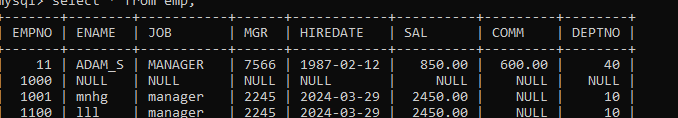 mysql> select * from emp;
+-------+--------+---------+------+------------+---------+--------+--------+
| EMPNO | ENAME | JOB | MGR | HIREDATE | SAL | COMM | DEPTNO |
+-------+--------+---------+------+------------+---------+--------+--------+
| 11 | ADAM_S | MANAGER | 7566 | 1987-02-12 | 850.00 | 600.00 | 40 |
| 1000 | NULL | NULL | NULL | NULL | NULL | NULL | NULL |
| 1001 | mnhg | manager | 2245 | 2024-03-29 | 2450.00 | NULL | 10 |
| 1100 | lll | manager | 2245 | 2024-03-29 | 2450.00 | NULL | 10 |